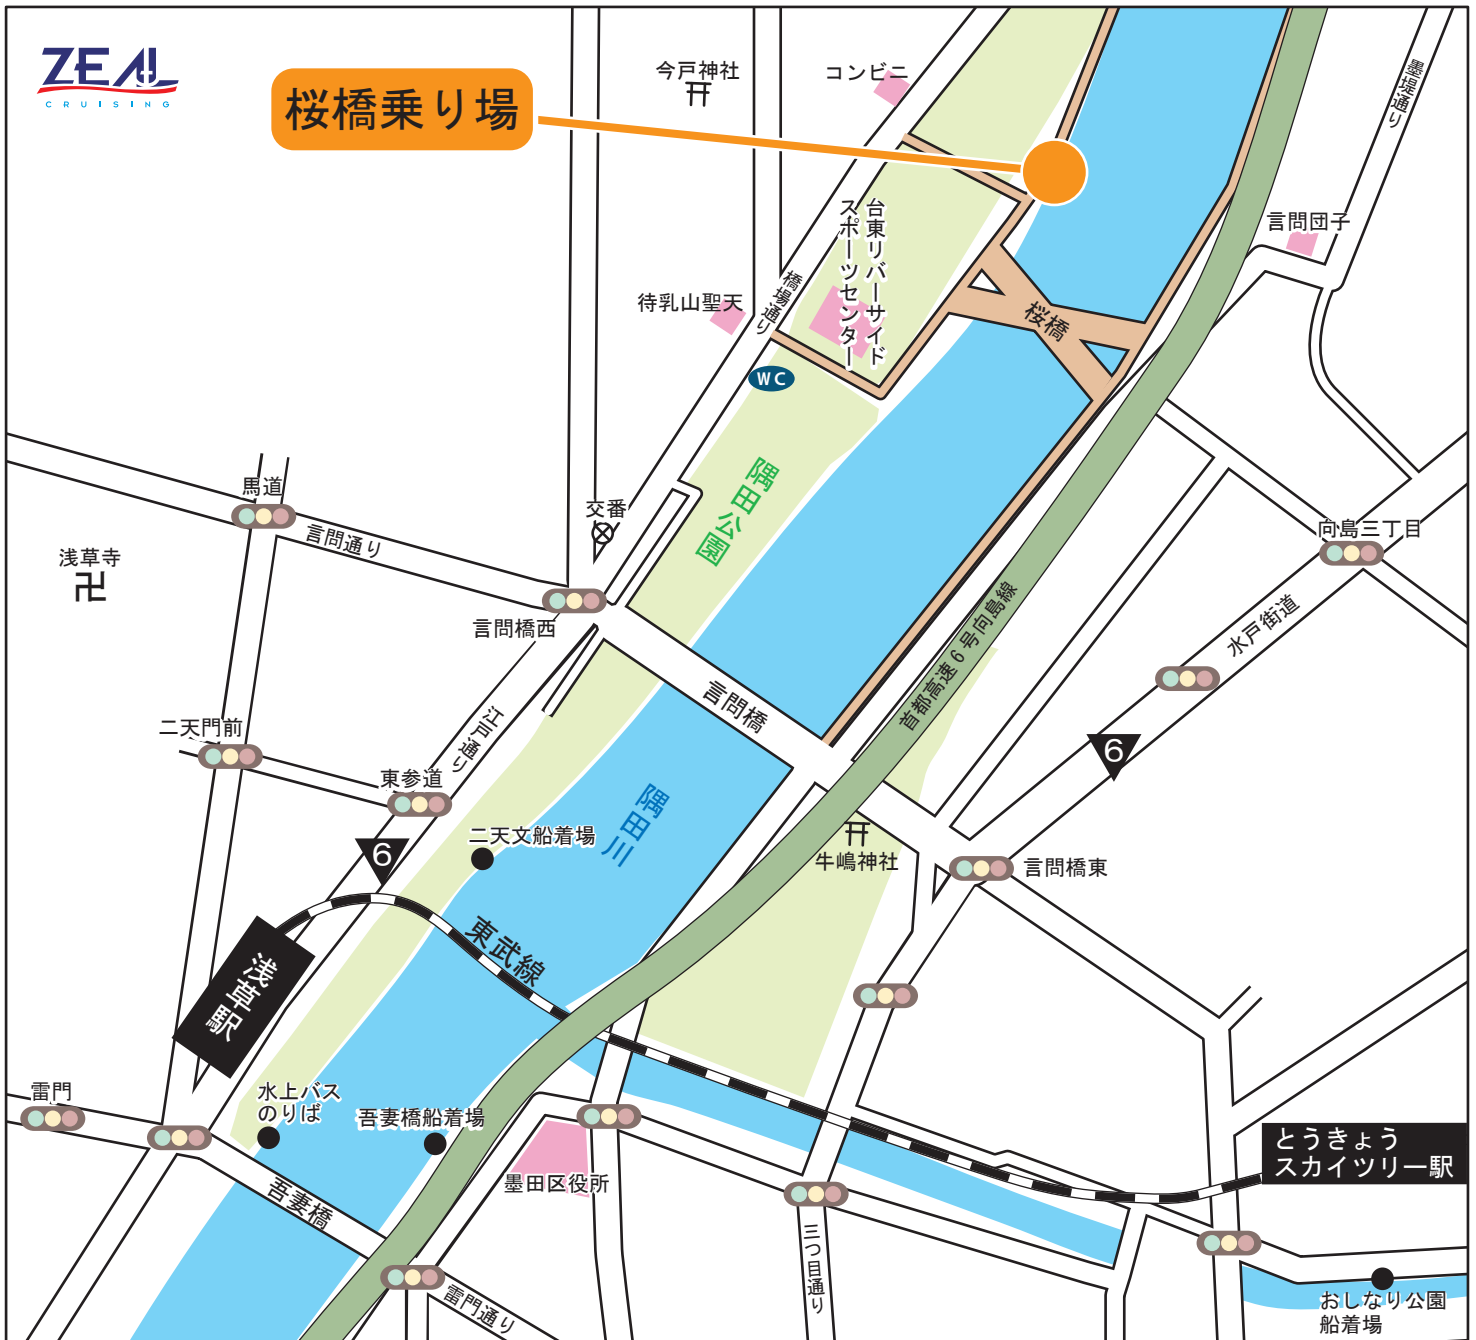 ZEAL
CRUISING
桜橋乗り場
今戸神社
コンビニ
墨堤通り
言問団子
台東リバーサイド
スポーツセンター
橋場通り
待乳山聖天
桜橋
WC
隅田公園
馬道
言問通り
交番
浅草寺
卍
言問橋西
向島三丁目
水戸街道
首都高速6号向島線
言問橋
二天門前
江戸通り
東参道
6
6
隅田川
二天文船着場
牛嶋神社
言問橋東
東武線
浅草駅
雷門
水上バス
のりば
吾妻橋船着場
とうきょう
スカイツリー駅
墨田区役所
吾妻橋
三つ目通り
雷門通り
おしなり公園
船着場